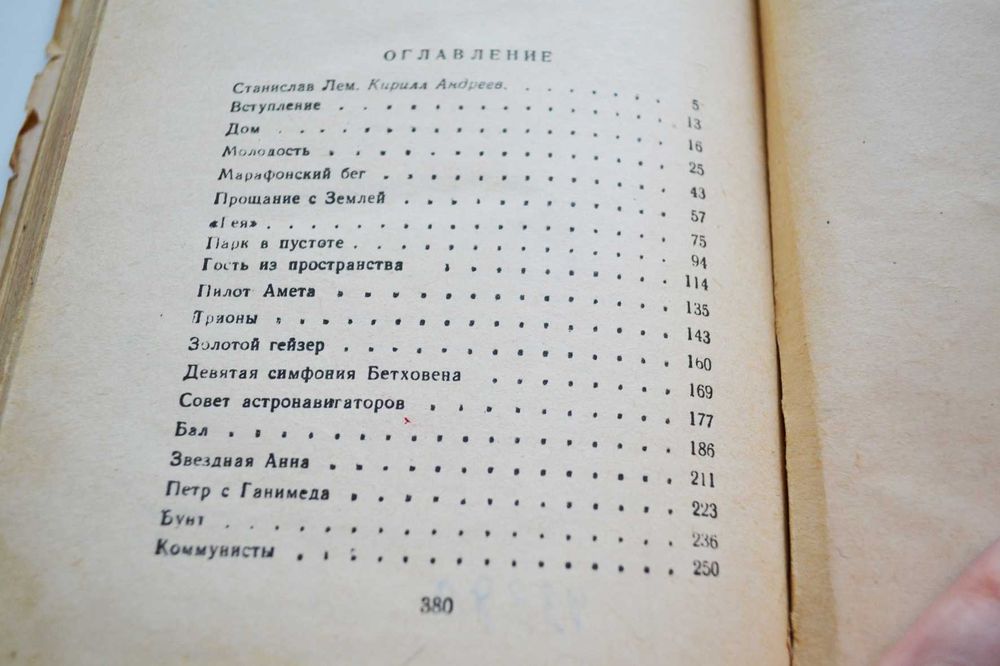 ОГЛАВЛЕНИЕ
Станислав Лем. Кирилл Андреев. . . . . . . 5
Вступление . . . . . . . . . . . . . 13
Дом . . . . . . . . . . . . . . . 16
Молодость . . . . . . . . . . . . . 25
Марафонский бег . . . . . . . . . . . 43
Прощание с Землей . . . . . . . . . . 57
«Гея» . . . . . . . . . . . . . . . 75
Парк в пустоте . . . . . . . . . . . . 94
Гость из пространства . . . . . . . . . 114
Пилот Амета . . . . . . . . . . . . . 135
Трионы . . . . . . . . . . . . . . . 143
Золотой гейзер . . . . . . . . . . . . 160
Девятая симфония Бетховена . . . . . . . 169
Совет астронавигаторов . . . . . . . . . 177
Бал . . . . . . . . . . . . . . . . 186
Звездная Анна . . . . . . . . . . . . 211
Петр с Ганимеда . . . . . . . . . . . 223
Бунт . . . . . . . . . . . . . . . . 236
Коммунисты . . . . . . . . . . . . . 250
380